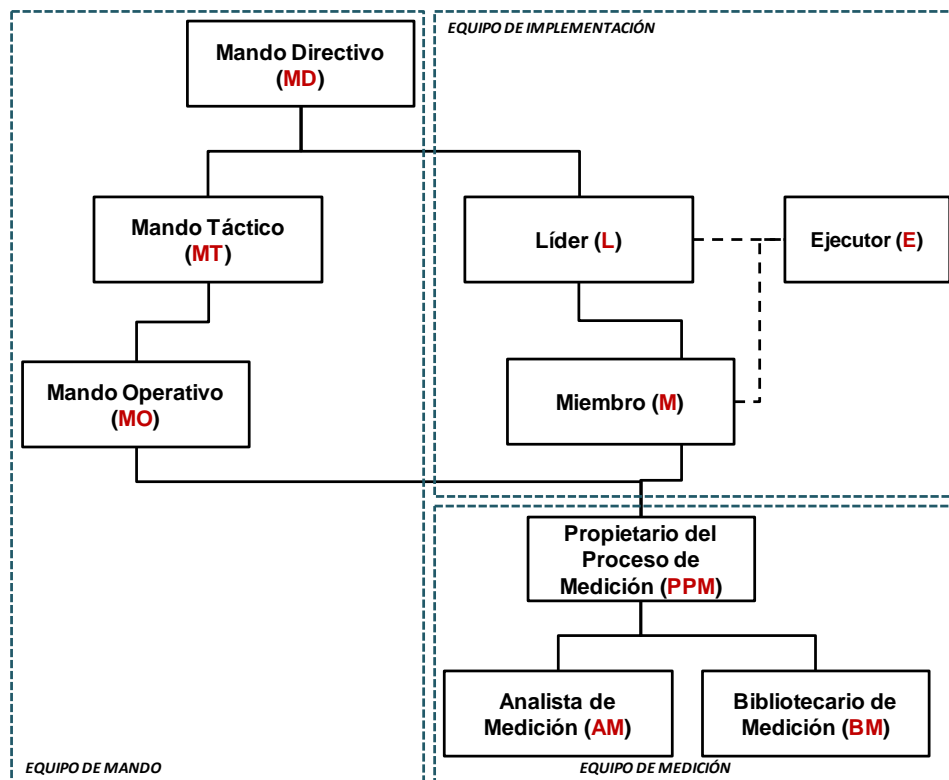 EQUIPO DE IMPLEMENTACIÓN
Mando Directivo
(MD)
Mando Táctico
(MT)
Líder (L)
Ejecutor (E)
Mando Operativo
(MO)
Miembro (M)
Propietario del
Proceso de
Medición (PPM)
Analista de
Medición (AM)
Bibliotecario de
Medición (BM)
EQUIPO DE MANDO
EQUIPO DE MEDICIÓN